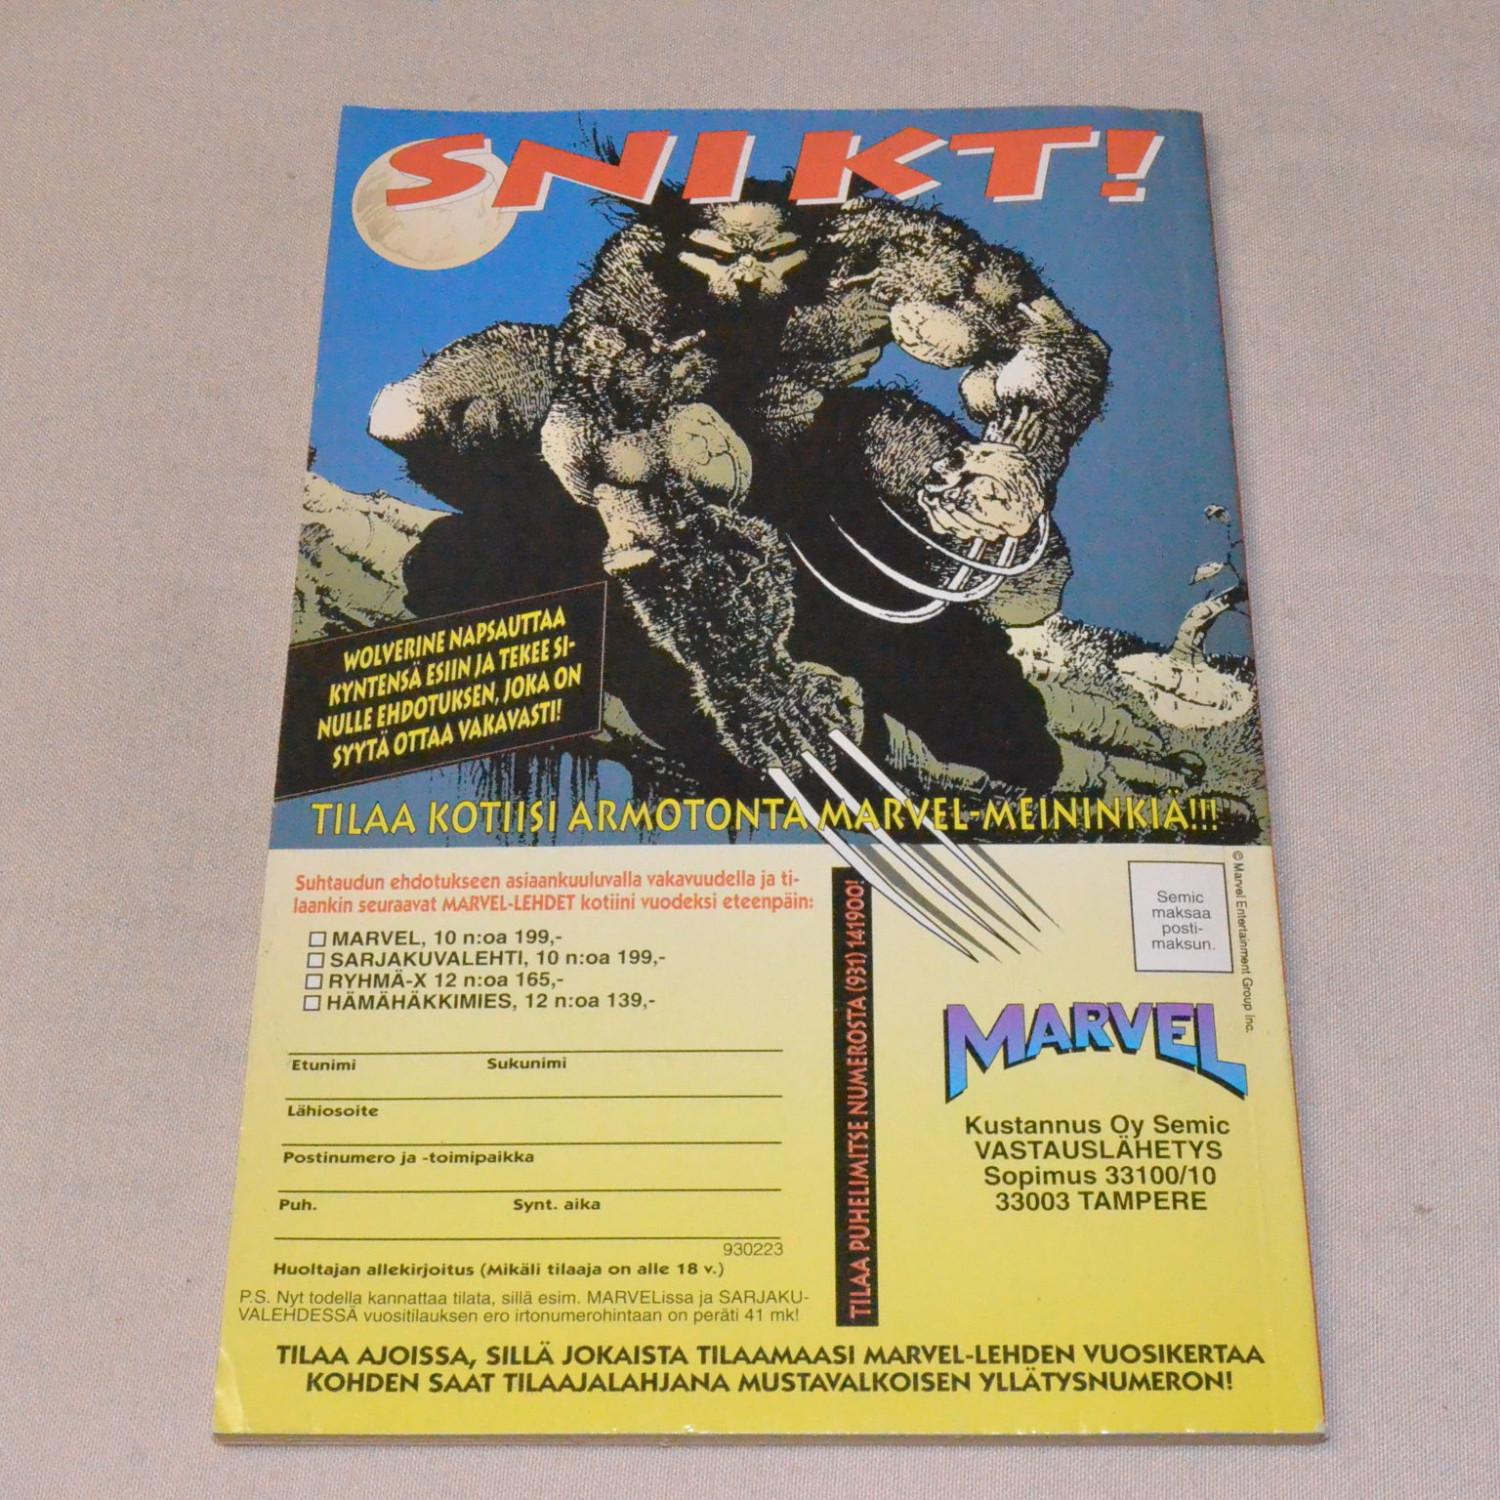 SNIKT!
WOLVERINE NAPSAUTTAA
KYNTENSÄ ESIIN JA TEKEE SI-
NULLE EHDOTUKSEN, JOKA ON
SYYTÄ OTTAA VAKAVASTI!
TILAA KOTIISI ARMOTONTA MARVEL-MEININKIÄ!!!
Suhtaudun ehdotukseen asiaankuuluvalla vakavuudella ja ti-
laankin seuraavat MARVEL-LEHDET kotiini vuodeksi eteenpäin:
MARVEL, 10 n:oa 199,-
SARJAKUVALEHTI, 10 n:oa 199,-
RYHMÄ-X 12 n:oa 165,-
HÄMÄHÄKKIMIES, 12 n:oa 139,-
Etunimi Sukunimi
Lähiosoite
Postinumero ja -toimipaikka
Puh. Synt. aika
930223
Huoltajan allekirjoitus (Mikäli tilaaja on alle 18 v.)
P.S. Nyt todella kannattaa tilata, sillä esim. MARVELissa ja SARJAKU-
VALEHDESSÄ vuositilauksen ero irtonumerohintaan on peräti 41 mk!
TILAA PUHELIMITSE NUMEROSTA (931) 141900!
Semic
maksaa
posti-
maksun.
© Marvel Entertainment Group Inc.
MARVEL
Kustannus Oy Semic
VASTAUSLÄHETYS
Sopimus 33100/10
33003 TAMPERE
TILAA AJOISSA, SILLÄ JOKAISTA TILAAMAASI MARVEL-LEHDEN VUOSIKERTAA
KOHDEN SAAT TILAAJALAHJANA MUSTAVALKOISEN YLLÄTYSNUMERON!